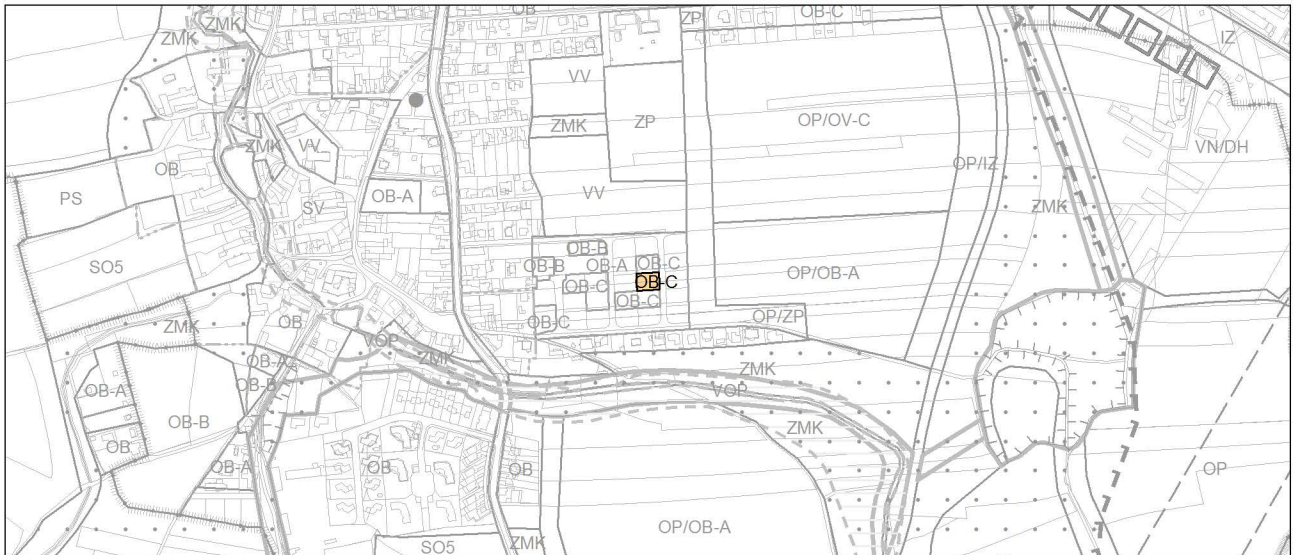 ZMK
OB
ZP
OB-C
ZMK
IZ
VV
ZMK
ZP
OP/OV-C
ZMK
VV
VN/DH
OB
OP/IZ
PS
OB-A
VV
ZMK
SV
OB-B
SO5
OB-B
OB-A
OB-C
OP/OB-A
OB-C
OB-C
OB-C
OP/ZP
ZMK
OB
OB-C
VOP
ZMK
OB-A
ZMK
OB-A
OB-B
VOP
OB-B
ZMK
OB
OB-A
OB
OB
OP
OP/OB-A
SO5
ZMK